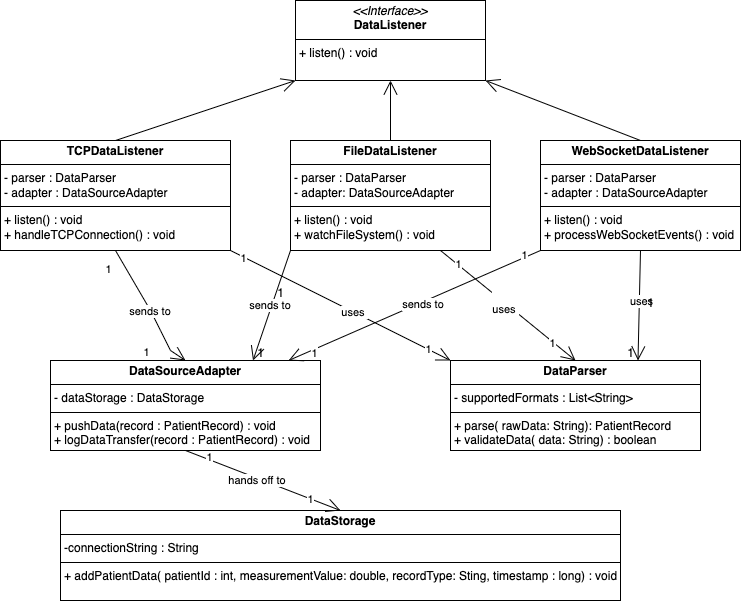 <<Interface>>
DataListener
+ listen() : void
TCPDataListener
- parser : DataParser
- adapter : DataSourceAdapter
+ listen() : void
+ handleTCPConnection() : void
FileDataListener
- parser : DataParser
- adapter: DataSourceAdapter
+ listen() : void
+ watchFileSystem() : void
WebSocketDataListener
- parser : DataParser
- adapter : DataSourceAdapter
+ listen() : void
+ processWebSocketEvents() : void
1
1
1
1
1
1
sends to
sends to
uses
sends to
uses
uses
1
1
1
1
1
1
DataSourceAdapter
- dataStorage : DataStorage
+ pushData(record : PatientRecord) : void
+ logDataTransfer(record : PatientRecord) : void
DataParser
- supportedFormats : List<String>
+ parse( rawData: String): PatientRecord
+ validateData( data: String) : boolean
1
hands off to
1
DataStorage
-connectionString : String
+ addPatientData( patientId : int, measurementValue: double, recordType: Sting, timestamp : long) : void